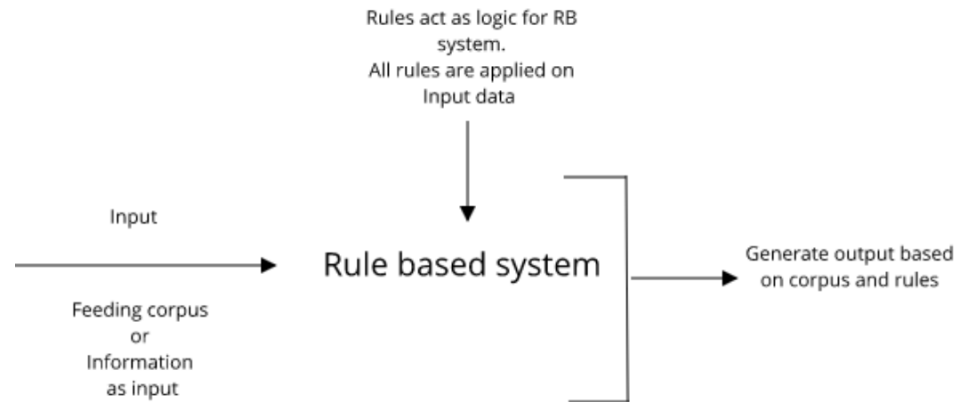 Rules act as logic for RB
system.
All rules are applied on
Input data
Input
Rule based system
Generate output based
on corpus and rules
Feeding corpus
or
Information
as input